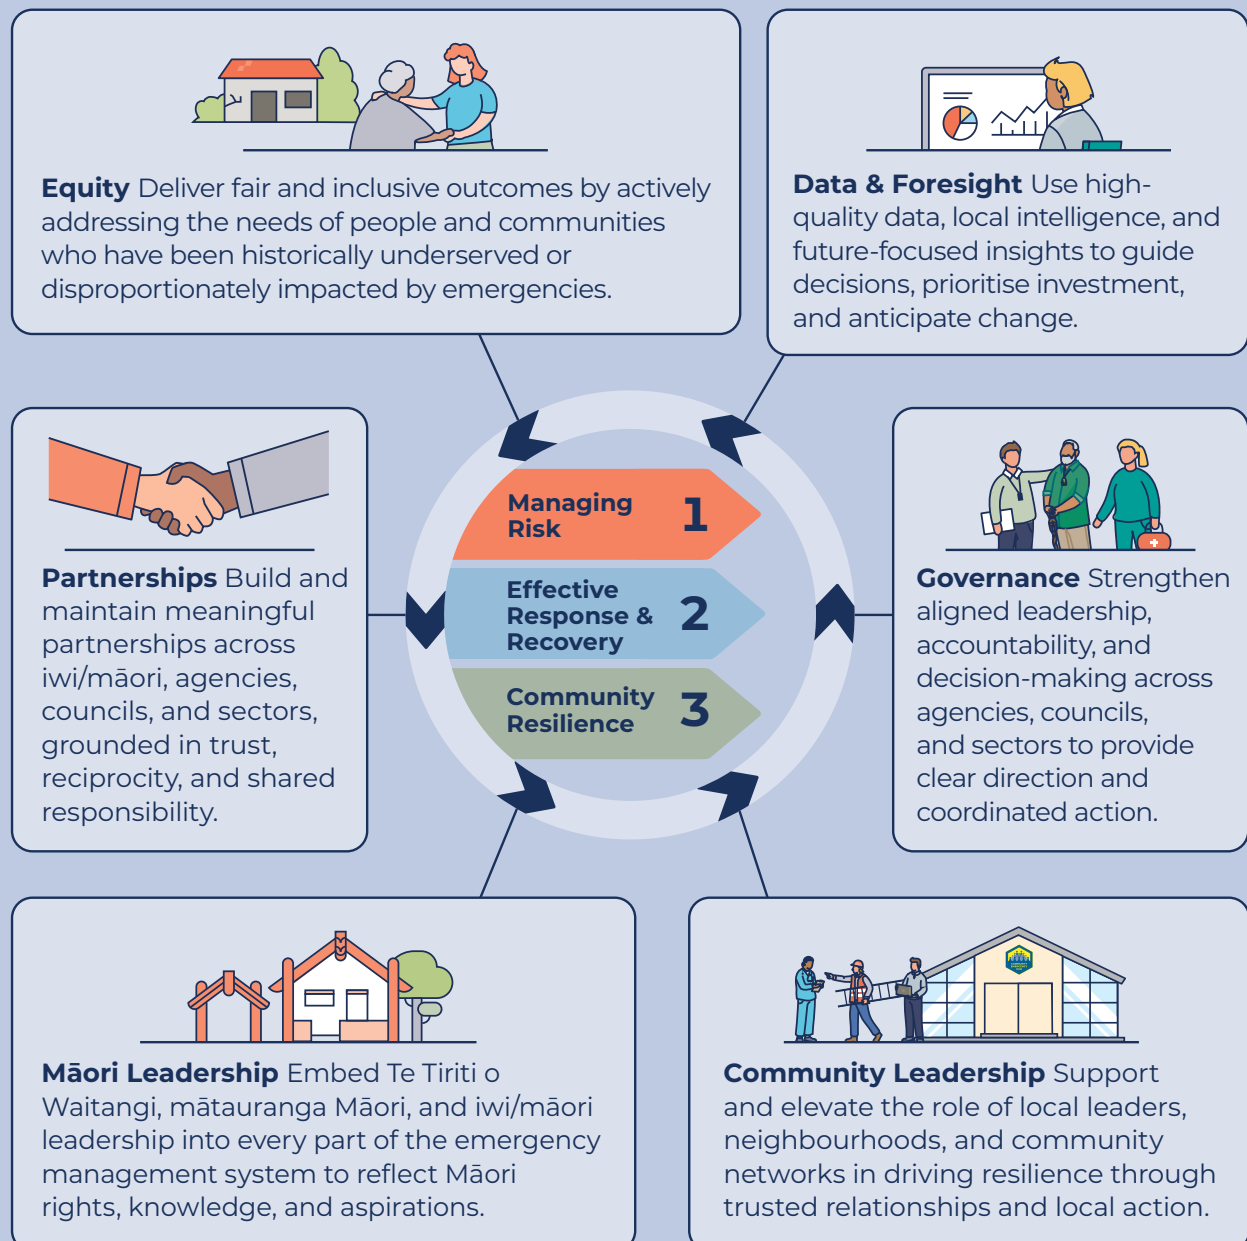 Equity Deliver fair and inclusive outcomes by actively
addressing the needs of people and communities
who have been historically underserved or
disproportionately impacted by emergencies.
Data & Foresight Use high-
quality data, local intelligence, and
future-focused insights to guide
decisions, prioritise investment,
and anticipate change.
Partnerships Build and
maintain meaningful
partnerships across
iwi/māori, agencies,
councils, and sectors,
grounded in trust,
reciprocity, and shared
responsibility.
Managing
Risk
1
Effective
Response &
Recovery
2
Community
Resilience
3
Governance Strengthen
aligned leadership,
accountability, and
decision-making across
agencies, councils,
and sectors to provide
clear direction and
coordinated action.
Māori Leadership Embed Te Tiriti o
Waitangi, mātauranga Māori, and iwi/māori
leadership into every part of the emergency
management system to reflect Māori
rights, knowledge, and aspirations.
Community Leadership Support
and elevate the role of local leaders,
neighbourhoods, and community
networks in driving resilience through
trusted relationships and local action.